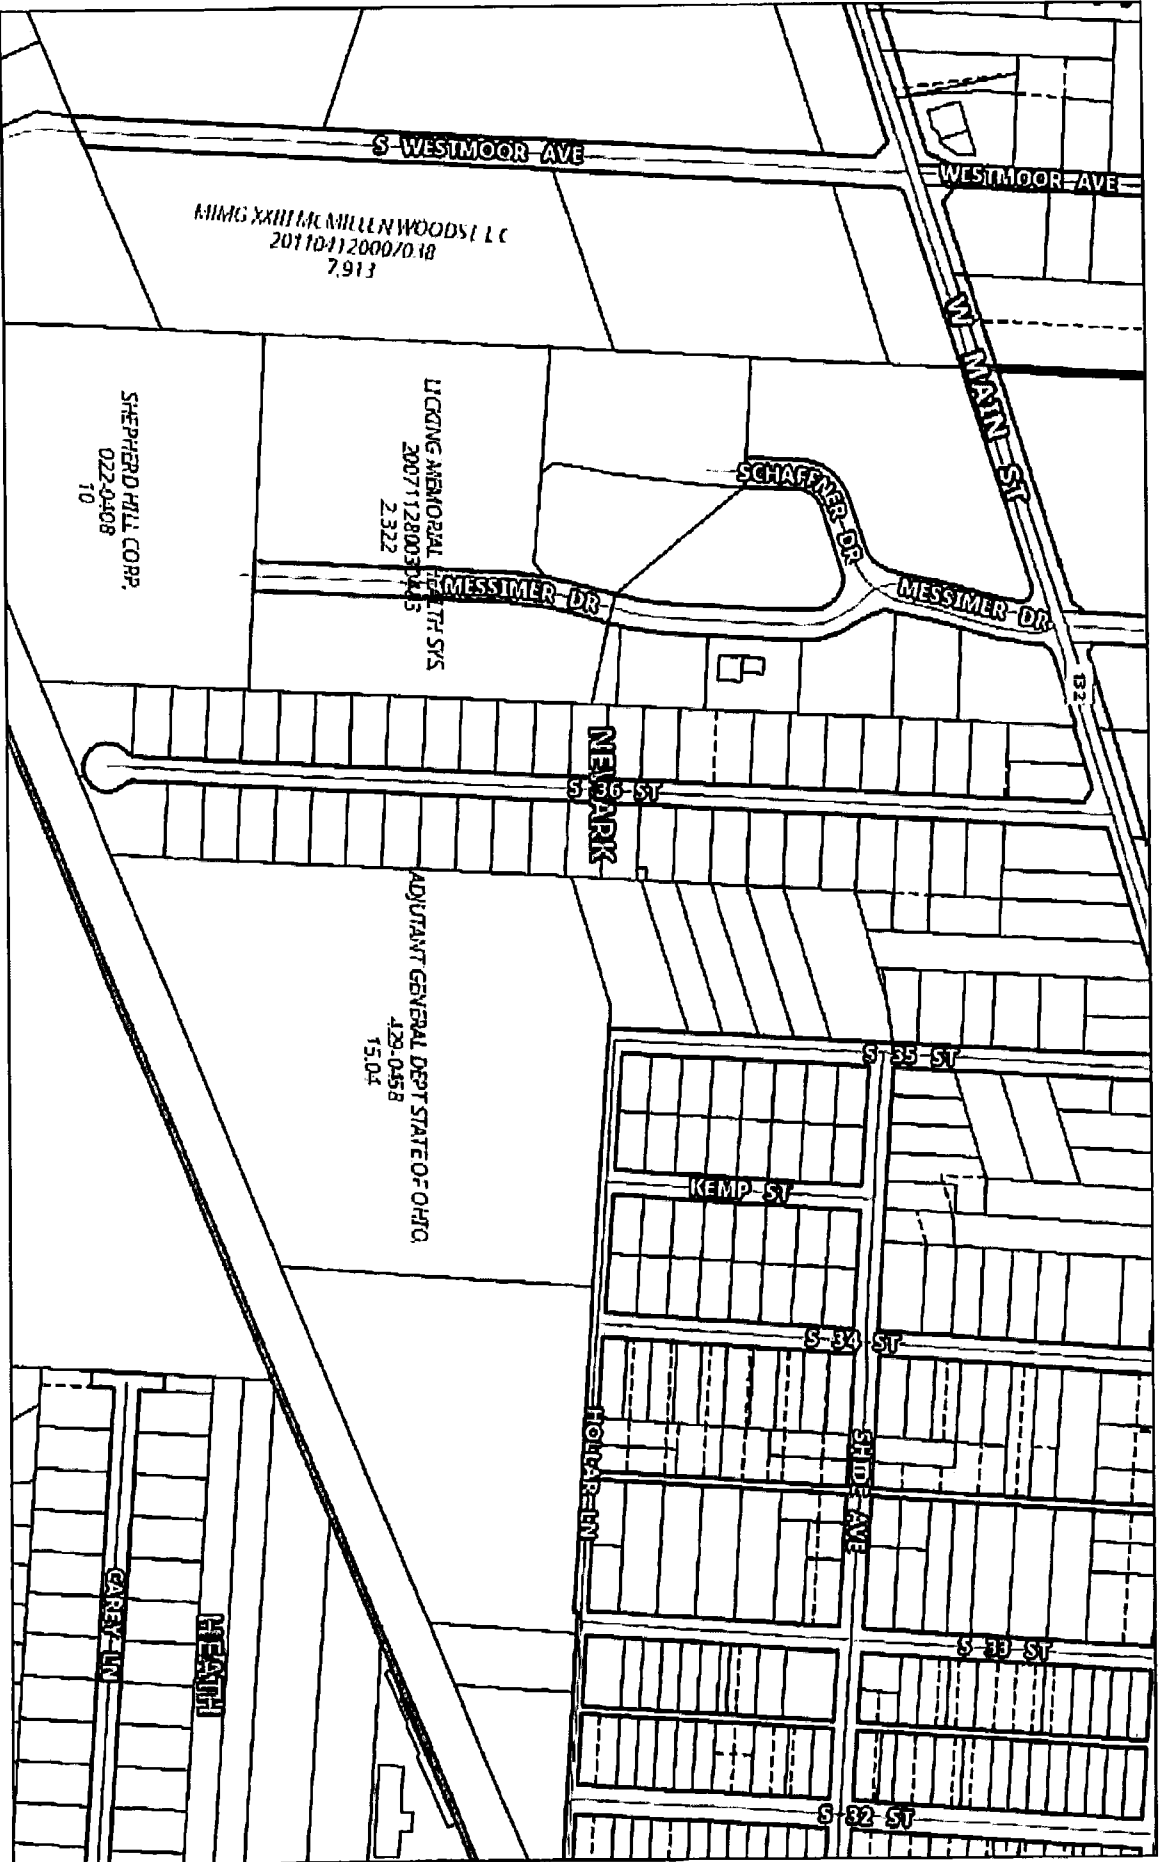 S WESTMOOR AVE
WESTMOOR AVE
MIMG XXIII MCMILLEN WOODS LLC
7.913
W MAIN ST
LICKING MEMORIAL HEALTH SYS
2.322
SHEPHERD HILL CORP.
022-0408
10
SCHAFFNER DR
MESSIMER DR
MESSIMER DR
132
NEWARK
S 36 ST
ADJUTANT GENERAL DEPT STATE OF OHIO,
429-0458
15.04
S 35 ST
KEMP ST
S 34 ST
HOLLAR LN
SHIDE AVE
CAREY LN
HEATH
S 33 ST
S 32 ST